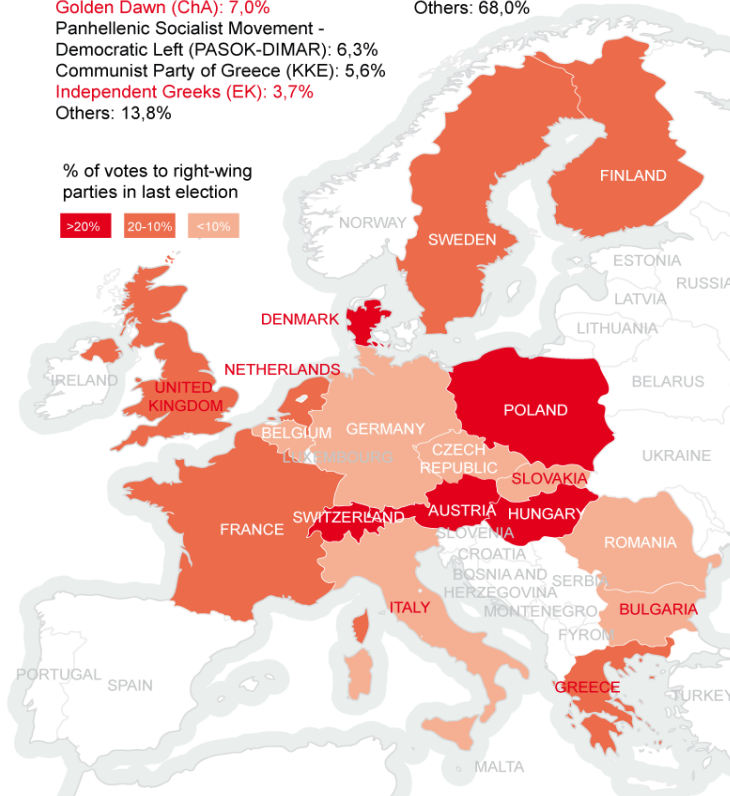 Golden Dawn (ChA): 7,0%
Panhellenic Socialist Movement -
Democratic Left (PASOK-DIMAR): 6,3%
Communist Party of Greece (KKE): 5,6%
Independent Greeks (EK): 3,7%
Others: 13,8%
Others: 68,0%
% of votes to right-wing
parties in last election
>20%
20-10%
<10%
FINLAND
NORWAY
SWEDEN
ESTONIA
RUSSIA
LATVIA
DENMARK
LITHUANIA
NETHERLANDS
IRELAND
UNITED
KINGDOM
BELARUS
POLAND
BELGIUM
GERMANY
LUXEMBOURG
CZECH
REPUBLIC
UKRAINE
SLOVAKIA
SWITZERLAND
AUSTRIA
HUNGARY
FRANCE
SLOVENIA
ROMANIA
CROATIA
BOSNIA AND
HERZEGOVINA
SERBIA
ITALY
MONTENEGRO
BULGARIA
FYROM
PORTUGAL
SPAIN
GREECE
TURKEY
MALTA